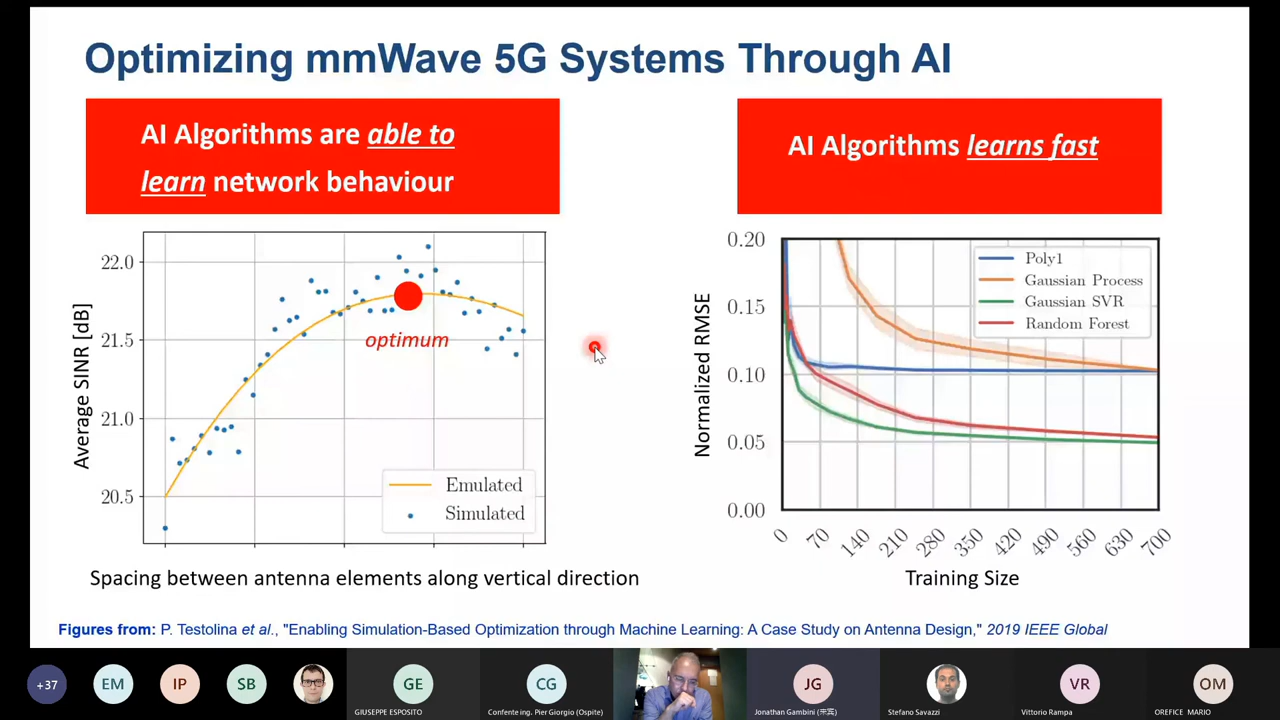 Optimizing mmWave 5G Systems Through AI
AI Algorithms are able to
learn network behaviour
AI Algorithms learns fast
Average SINR [dB]
22.0
21.5
21.0
20.5
optimum
Emulated
Simulated
Spacing between antenna elements along vertical direction
Normalized RMSE
0.20
0.15
0.10
0.05
0.00
Poly1
Gaussian Process
Gaussian SVR
Random Forest
0 70 140 210 280 350 420 490 560 630 700
Training Size
Figures from: P. Testolina et al., "Enabling Simulation-Based Optimization through Machine Learning: A Case Study on Antenna Design," 2019 IEEE Global
+37
EM
IP
SB
GE
GIUSEPPE ESPOSITO
CG
Confente ing. Pier Giorgio (Ospite)
JG
Jonathan Gambini (宋宾)
Stefano Savazzi
VR
Vittorio Rampa
OM
OREFICE MARIO